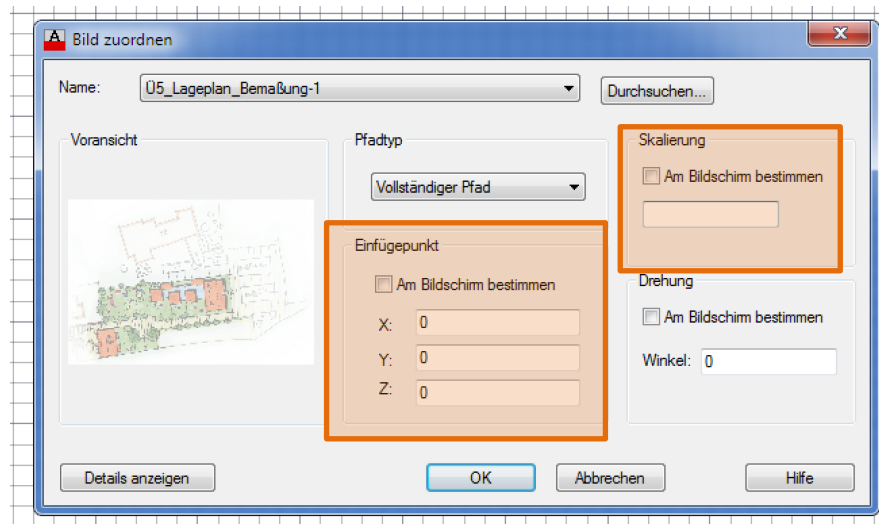 Bild zuordnen
Name: Ü5_Lageplan_Bemaßung-1 Durchsuchen...
Voransicht
Pfadtyp
Vollständiger Pfad
Skalierung
Am Bildschirm bestimmen
Einfügepunkt
Am Bildschirm bestimmen
X: 0
Y: 0
Z: 0
Drehung
Am Bildschirm bestimmen
Winkel: 0
Details anzeigen OK Abbrechen Hilfe